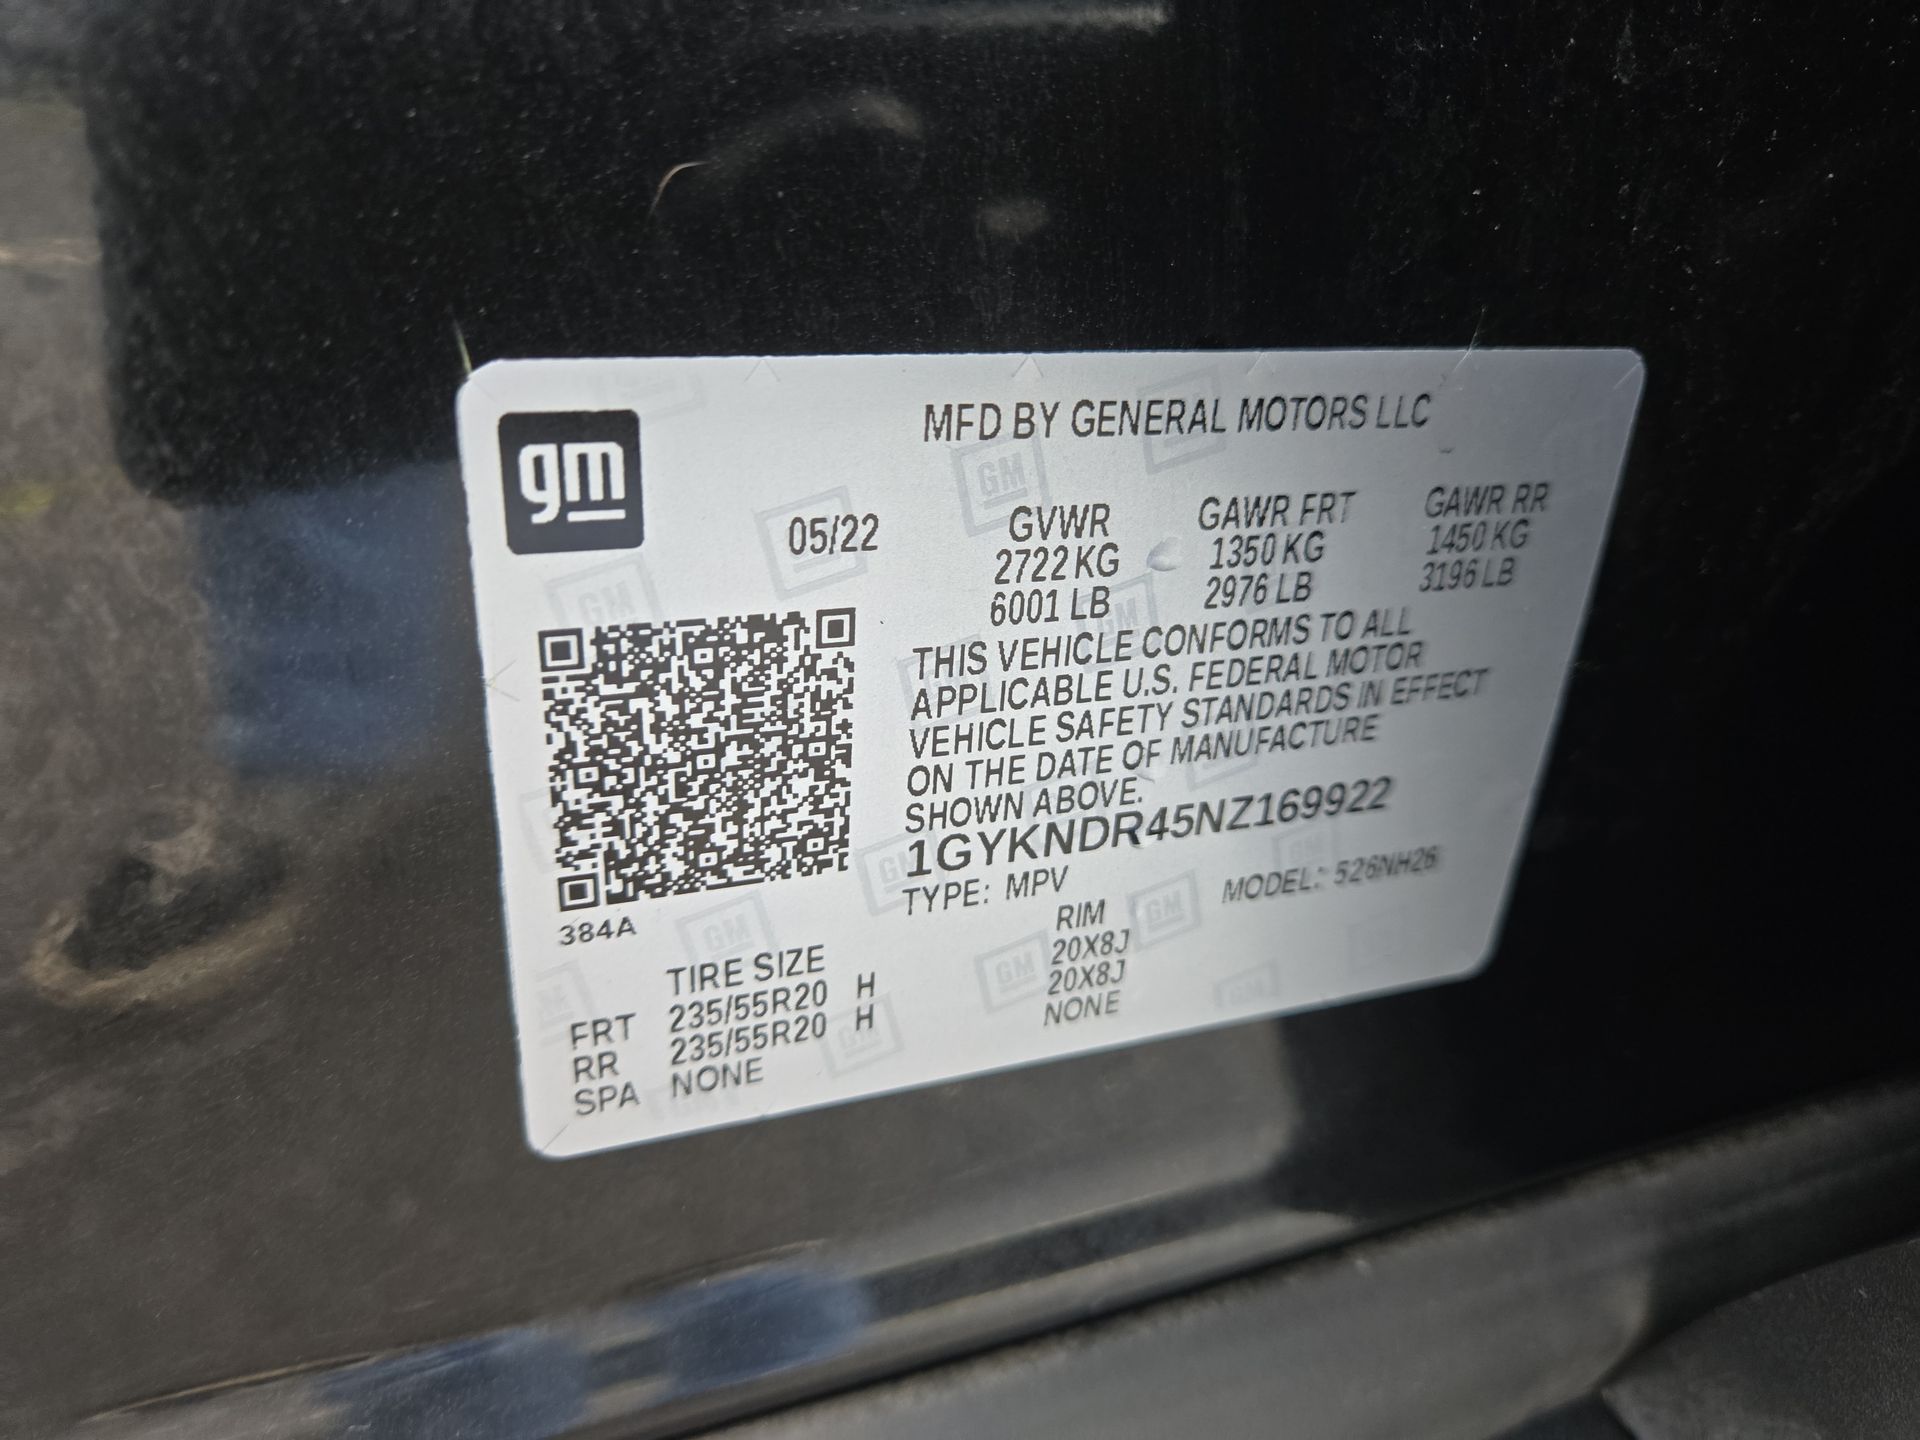 gm
MFD BY GENERAL MOTORS LLC
05/22
GVWR
2722 KG
6001 LB
GAWR FRT
1350 KG
2976 LB
GAWR RR
1450 KG
3196 LB
THIS VEHICLE CONFORMS TO ALL
APPLICABLE U.S. FEDERAL MOTOR
VEHICLE SAFETY STANDARDS IN EFFECT
ON THE DATE OF MANUFACTURE
SHOWN ABOVE.
1GYKNDR45NZ169922
TYPE: MPV MODEL: 526NH26
384A
TIRE SIZE RIM
FRT 235/55R20 H 20X8J
RR 235/55R20 H 20X8J
SPA NONE NONE